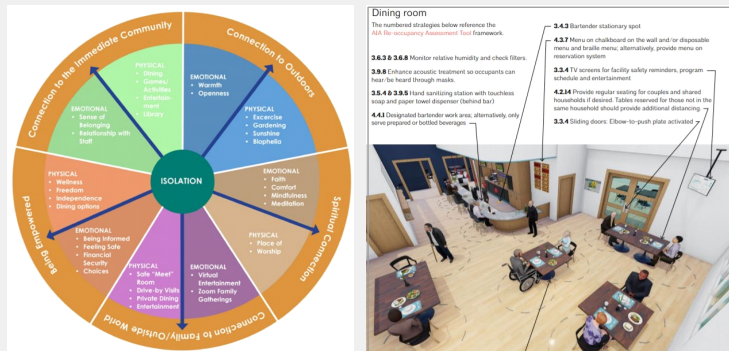 Connection to the Immediate Community
PHYSICAL
• Dining
• Games/
Activities
• Entertain-
ment
• Library
EMOTIONAL
• Sense of
Belonging
• Relationship with
Staff
Connection to Outdoors
EMOTIONAL
• Warmth
• Openness
PHYSICAL
• Excercise
• Gardening
• Sunshine
• Biophelia
Spiritual Connection
EMOTIONAL
• Faith
• Comfort
• Mindfulness
• Meditation
PHYSICAL
• Place of
Worship
Connection to Family/Outside World
EMOTIONAL
• Virtual
Entertainment
• Zoom Family
Gatherings
PHYSICAL
• Safe "Meet"
Room
• Drive-by Visits
• Private Dining
• Entertainment
Being Empowered
EMOTIONAL
• Being Informed
• Feeling Safe
• Financial
Security
• Choices
PHYSICAL
• Wellness
• Freedom
• Independence
• Dining options
ISOLATION
Dining room
The numbered strategies below reference the
AIA Re-occupancy Assessment Tool framework.
3.6.3 & 3.6.8 Monitor relative humidity and check filters.
3.9.8 Enhance acoustic treatment so occupants can
hear/be heard through masks.
3.5.4 & 3.9.5 Hand sanitizing station with touchless
soap and paper towel dispenser (behind bar)
4.4.1 Designated bartender work area; alternatively, only
serve prepared or bottled beverages
3.4.3 Bartender stationary spot
4.3.7 Menu on chalkboard on the wall and/or disposable
menu and braille menu; alternatively, provide menu on
reservation system
3.3.4 TV screens for facility safety reminders, program
schedule and entertainment
4.2.14 Provide regular seating for couples and shared
households if desired. Tables reserved for those not in the
same household should provide additional distancing.
3.3.4 Sliding doors: Elbow-to-push plate activated